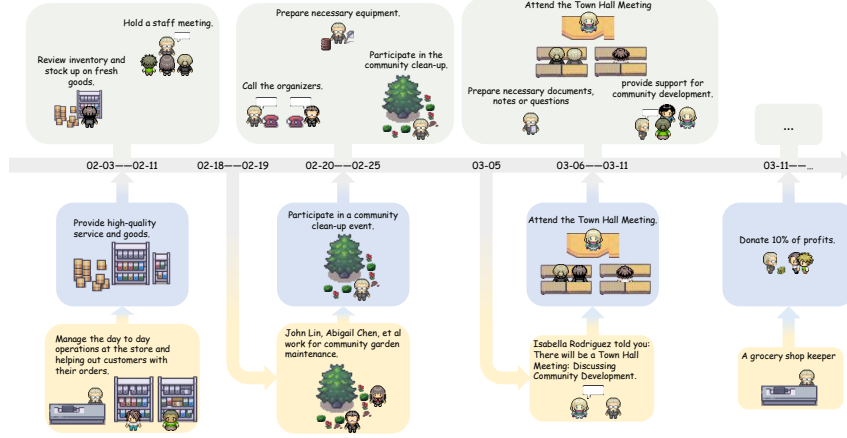 Hold a staff meeting.
Review inventory and
stock up on fresh
goods.
Prepare necessary equipment.
Call the organizers.
Participate in the
community clean-up.
Attend the Town Hall Meeting
Prepare necessary documents,
notes or questions
provide support for
community development.
...
02-03——02-11
02-18——02-19
02-20——02-25
03-05
03-06——03-11
03-11——...
Provide high-quality
service and goods.
Participate in a community
clean-up event.
Attend the Town Hall Meeting.
Donate 10% of profits.
Manage the day to day
operations at the store and
helping out customers with
their orders.
John Lin, Abigail Chen, et al
work for community garden
maintenance.
Isabella Rodriguez told you:
There will be a Town Hall
Meeting: Discussing
Community Development.
A grocery shop keeper